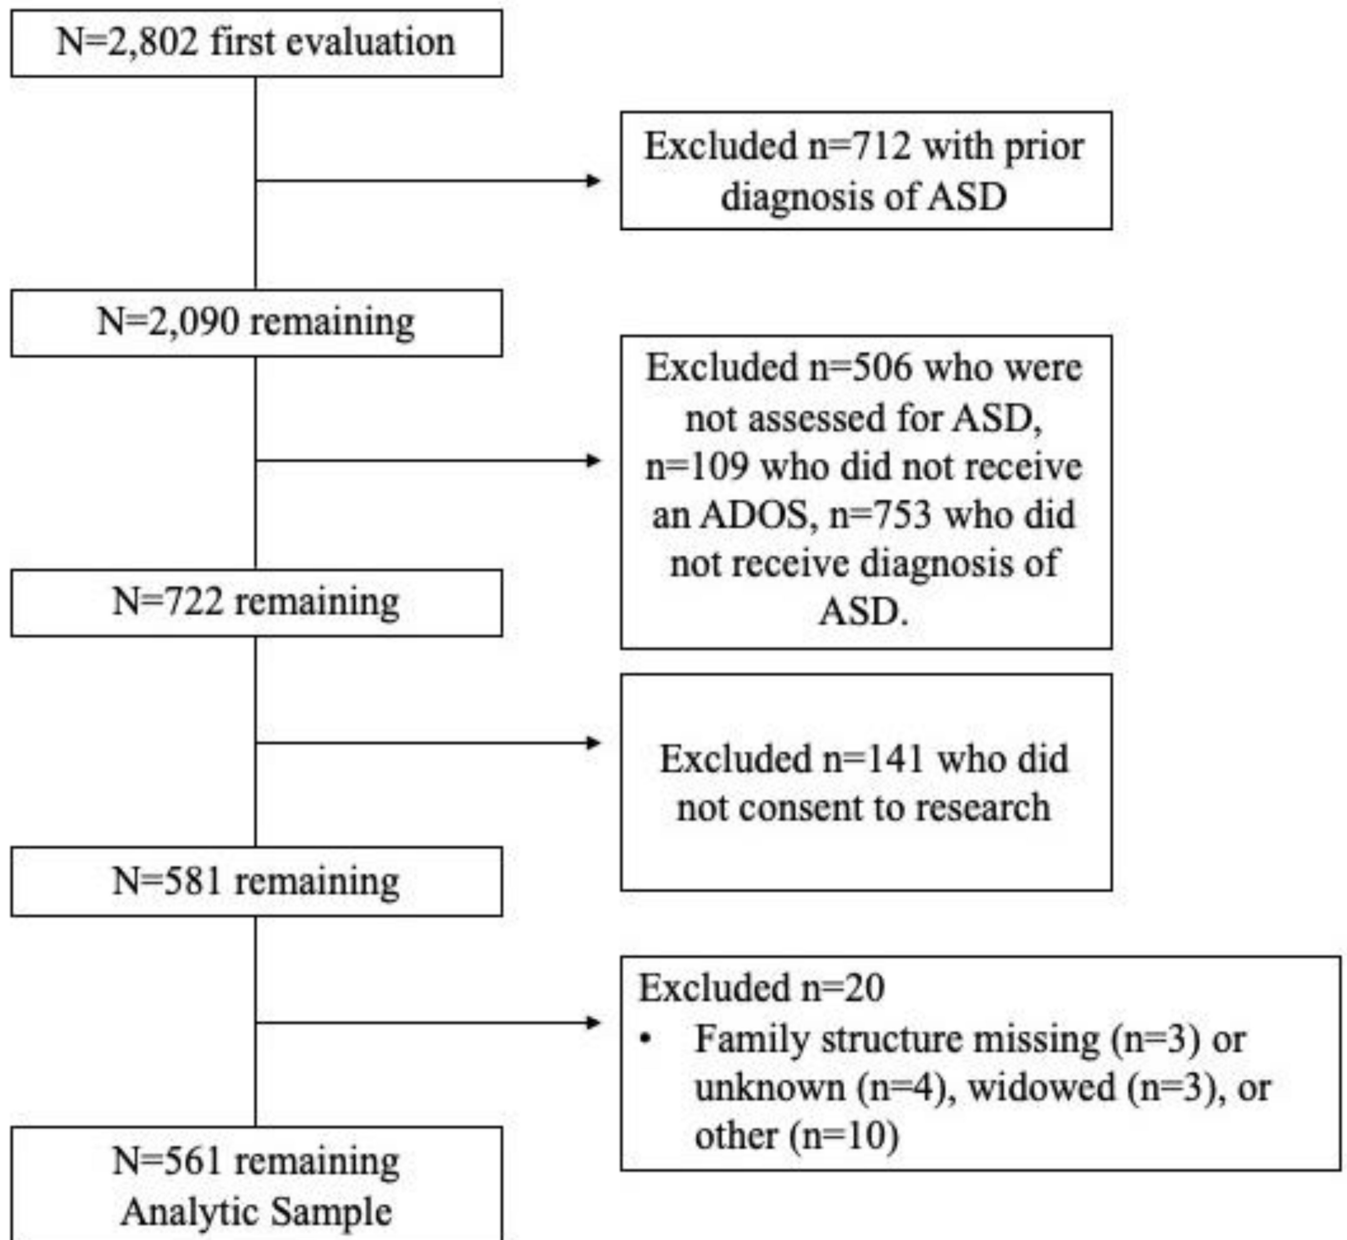 N=2,802 first evaluation
Excluded n=712 with prior
diagnosis of ASD
N=2,090 remaining
Excluded n=506 who were
not assessed for ASD,
n=109 who did not receive
an ADOS, n=753 who did
not receive diagnosis of
ASD.
N=722 remaining
Excluded n=141 who did
not consent to research
N=581 remaining
Excluded n=20
• Family structure missing (n=3) or
unknown (n=4), widowed (n=3), or
other (n=10)
N=561 remaining
Analytic Sample